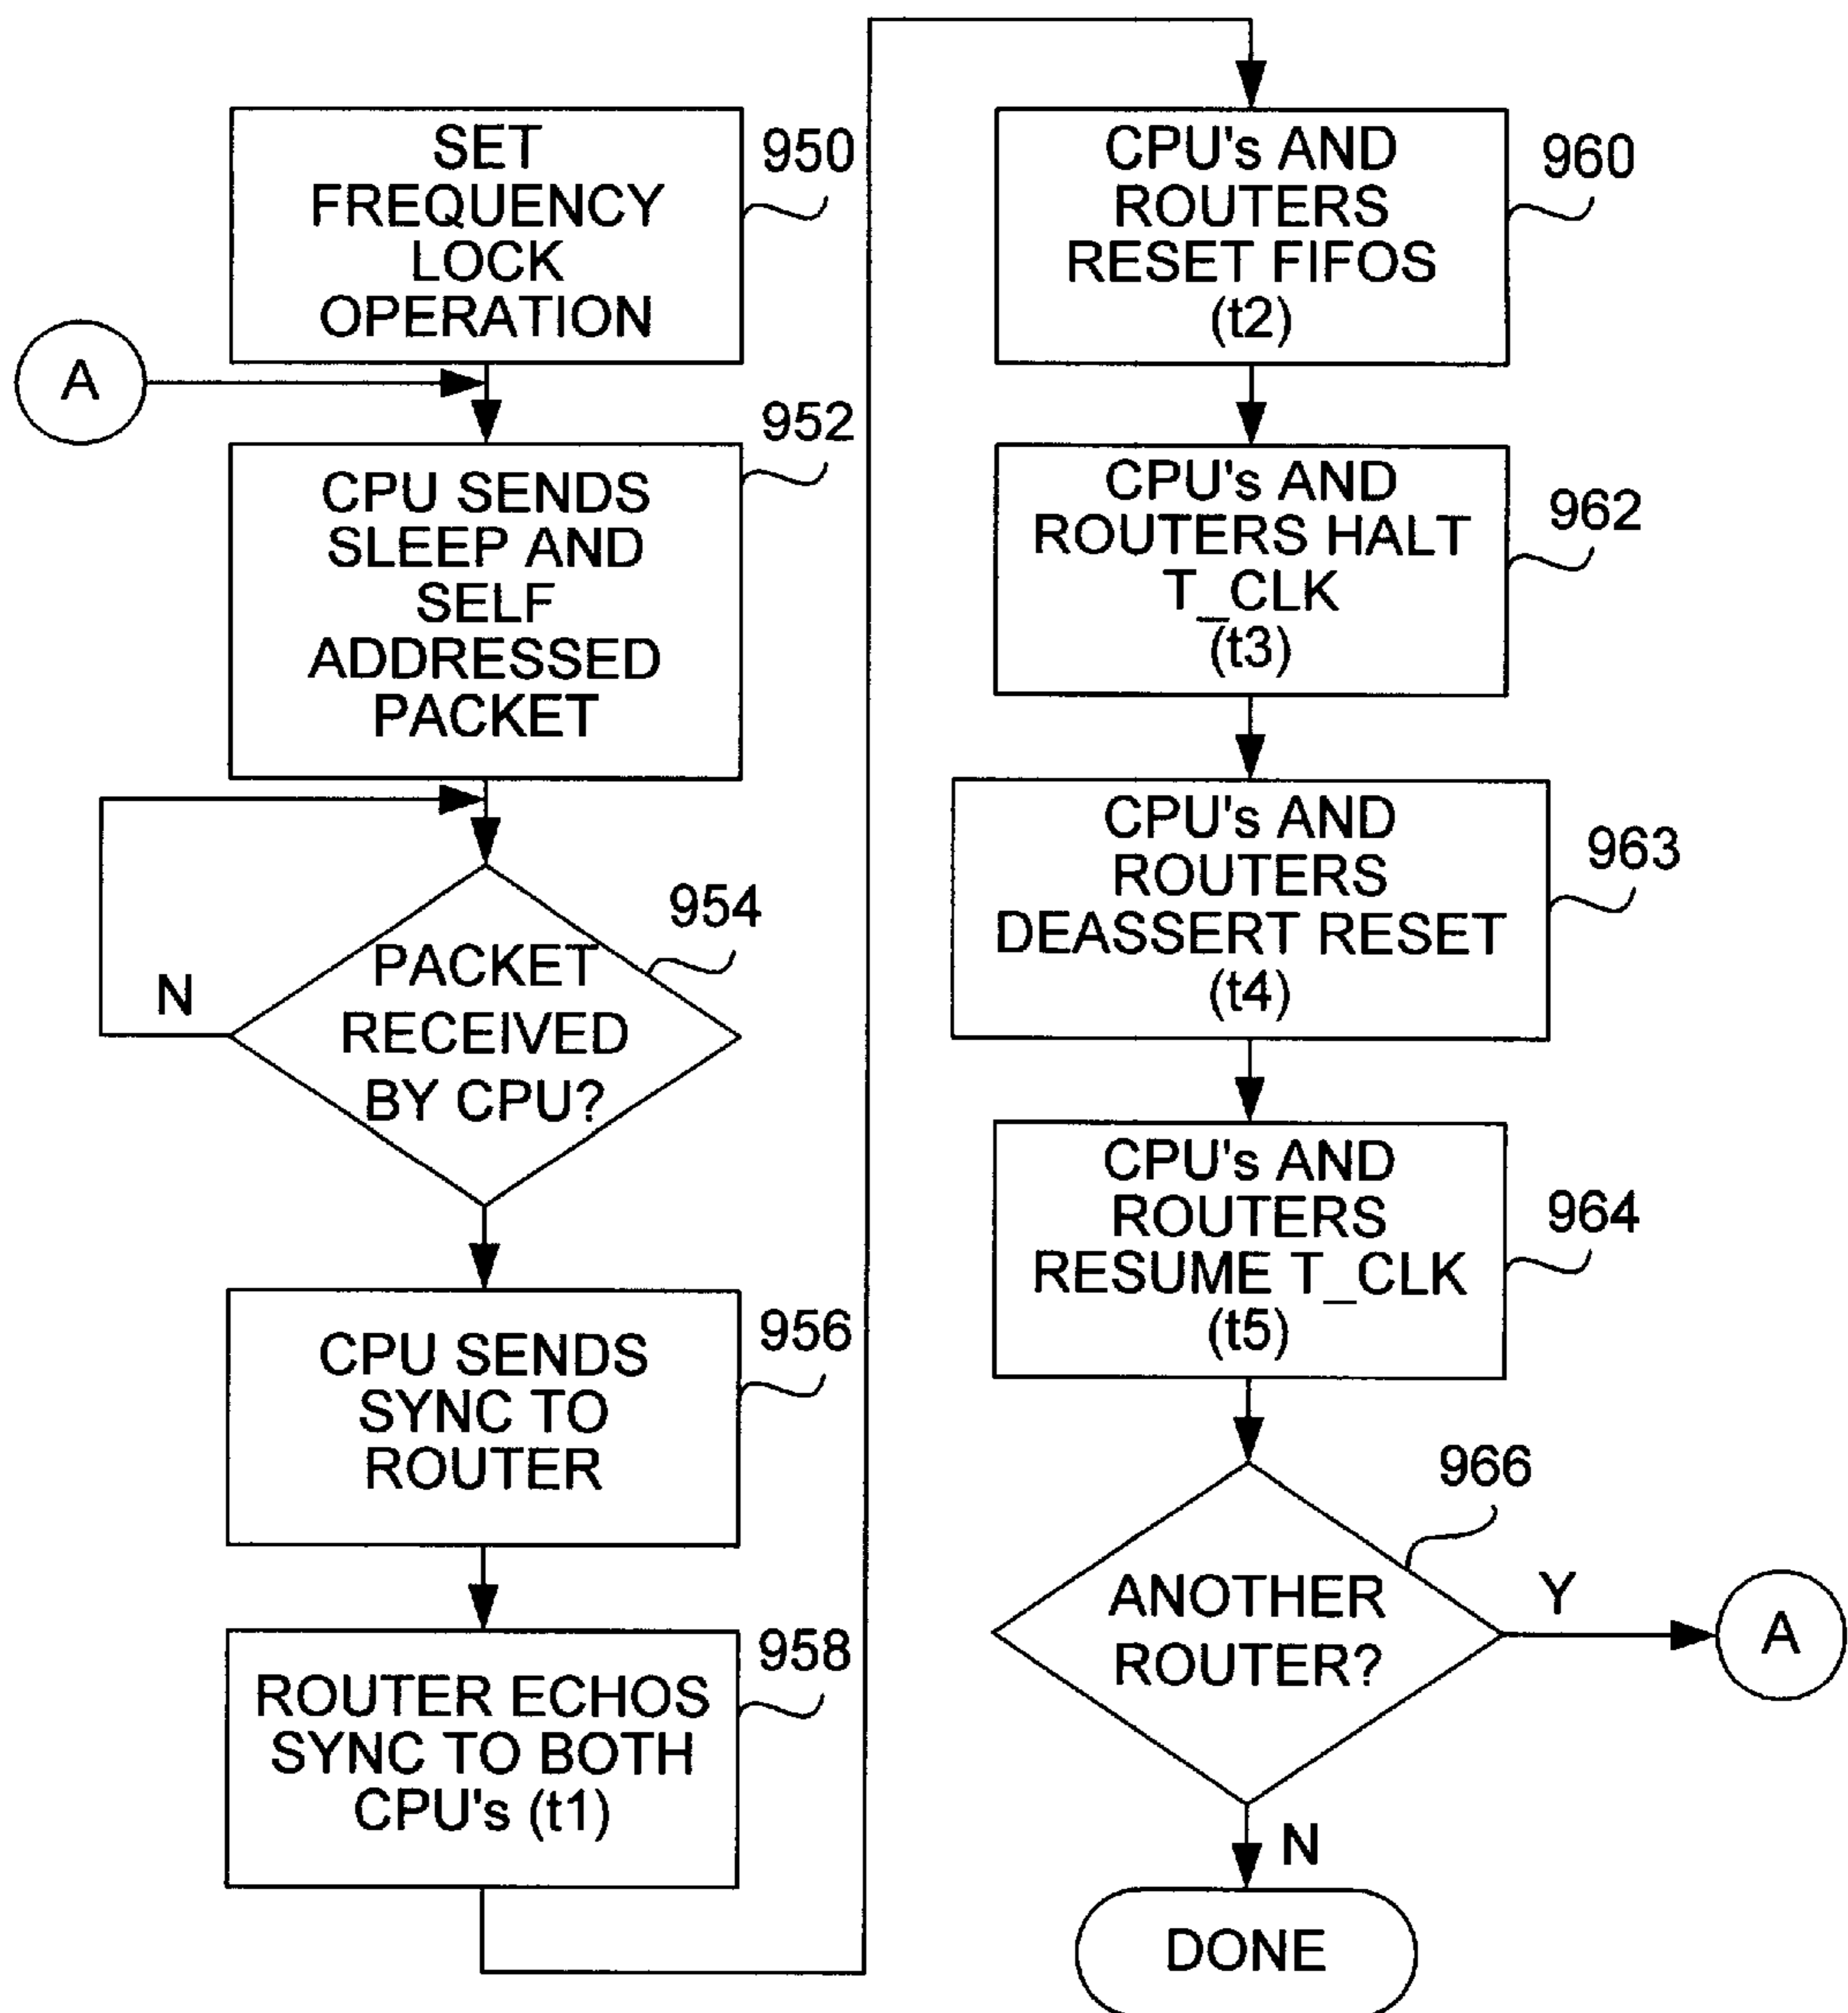 SET
FREQUENCY
LOCK
OPERATION
950
A
CPU SENDS
SLEEP AND
SELF
ADDRESSED
PACKET
952
PACKET
RECEIVED
BY CPU?
954
N
CPU SENDS
SYNC TO
ROUTER
956
ROUTER ECHOS
SYNC TO BOTH
CPU's (t1)
958
CPU's AND
ROUTERS
RESET FIFOS
(t2)
960
CPU's AND
ROUTERS HALT
T_CLK
(t3)
962
CPU's AND
ROUTERS
DEASSERT RESET
(t4)
963
CPU's AND
ROUTERS
RESUME T_CLK
(t5)
964
ANOTHER
ROUTER?
966
Y
A
N
DONE